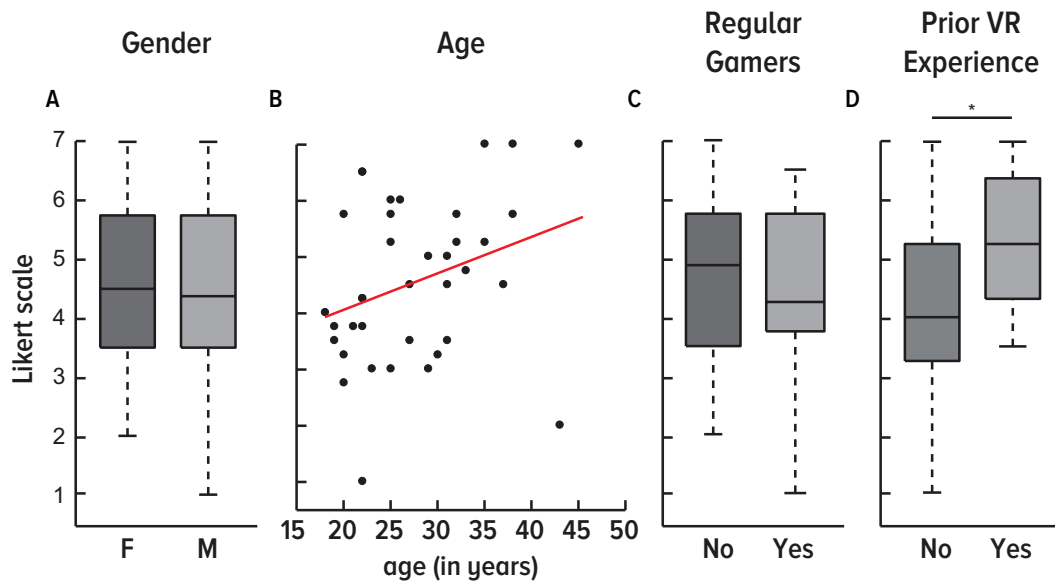 Gender
Age
Regular
Gamers
Prior VR
Experience
A
B
C
D
*
Likert scale
7
6
5
4
3
2
1
15 20 25 30 35 40 45 50
F M
age (in years)
No Yes
No Yes